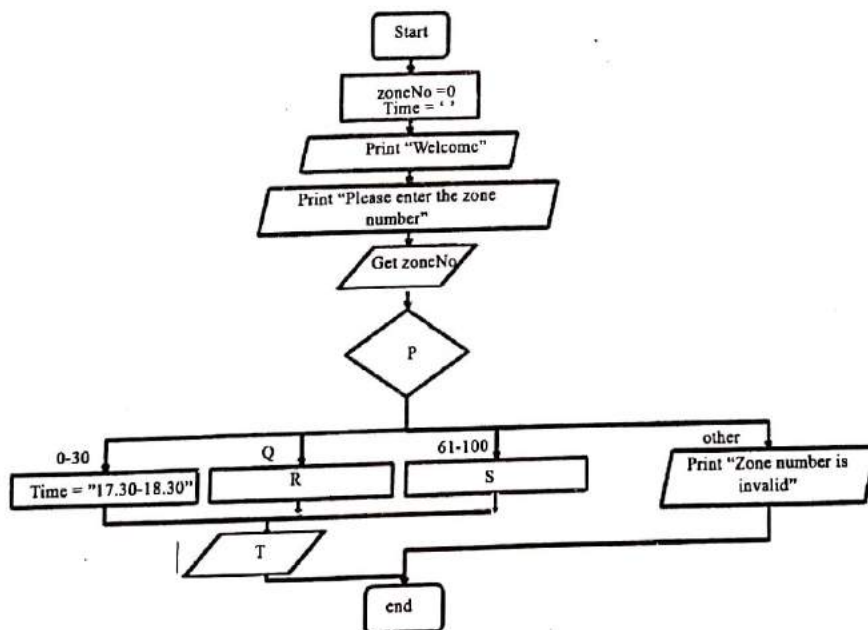 Start
zoneNo =0
Time = ‘ ’
Print “Welcome”
Print “Please enter the zone
number”
Get zoneNo
P
0-30
Q
61-100
other
Time = ”17.30-18.30”
R
S
Print “Zone number is
invalid”
T
end